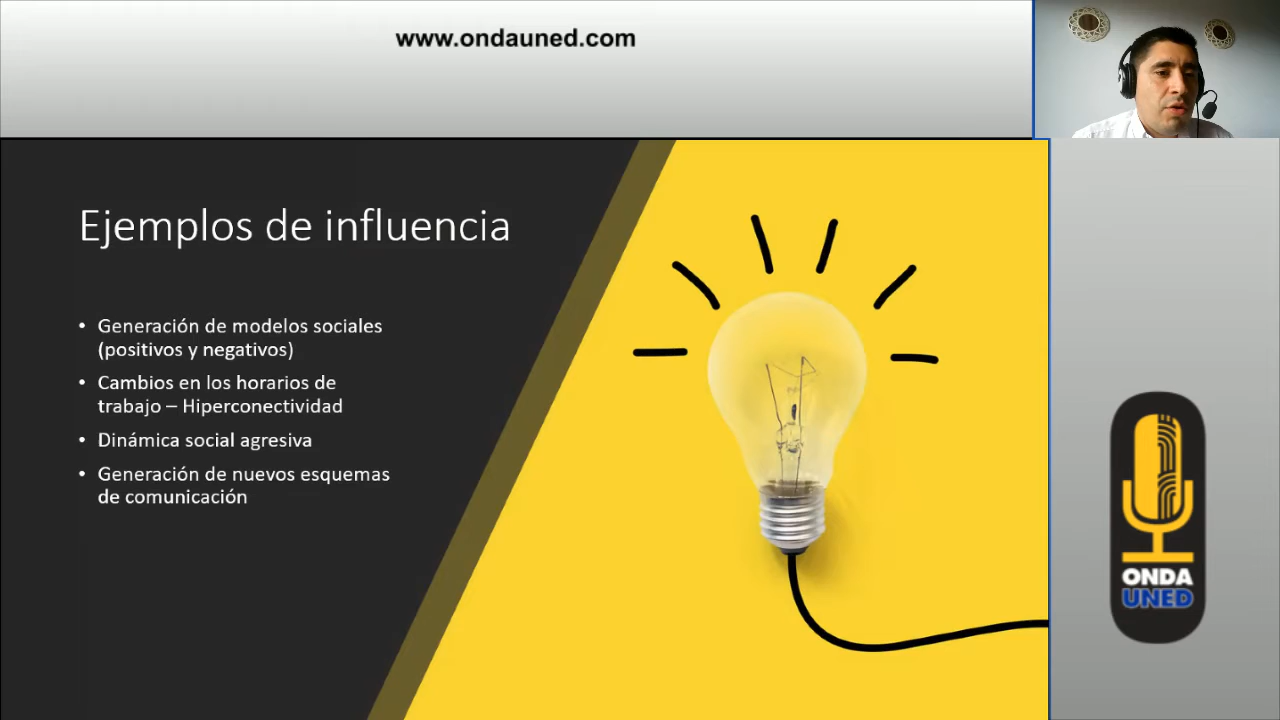 www.ondauned.com
Ejemplos de influencia
• Generación de modelos sociales
(positivos y negativos)
• Cambios en los horarios de
trabajo – Hiperconectividad
• Dinámica social agresiva
• Generación de nuevos esquemas
de comunicación
ONDA
UNED